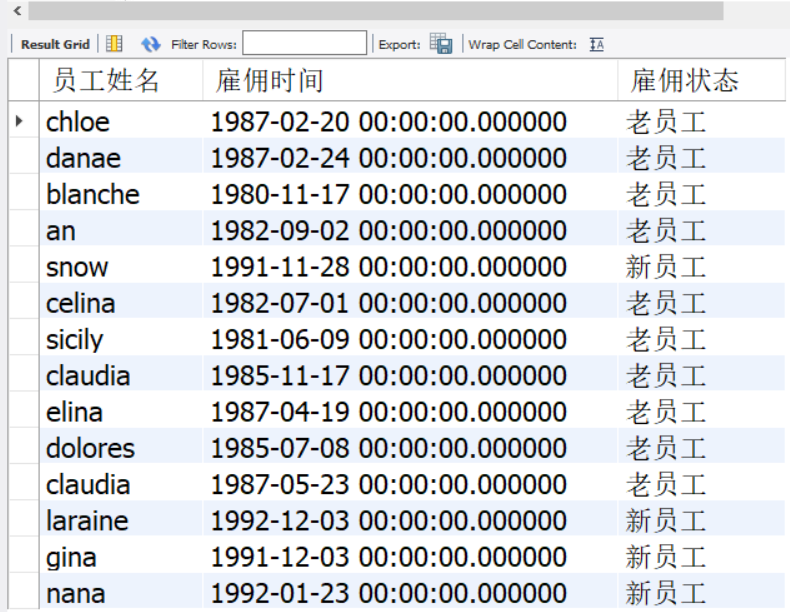 Result Grid Filter Rows: Export: Wrap Cell Content:
员工姓名 雇佣时间 雇佣状态
chloe 1987-02-20 00:00:00.000000 老员工
danae 1987-02-24 00:00:00.000000 老员工
blanche 1980-11-17 00:00:00.000000 老员工
an 1982-09-02 00:00:00.000000 老员工
snow 1991-11-28 00:00:00.000000 新员工
celina 1982-07-01 00:00:00.000000 老员工
sicily 1981-06-09 00:00:00.000000 老员工
claudia 1985-11-17 00:00:00.000000 老员工
elina 1987-04-19 00:00:00.000000 老员工
dolores 1985-07-08 00:00:00.000000 老员工
claudia 1987-05-23 00:00:00.000000 老员工
laraine 1992-12-03 00:00:00.000000 新员工
gina 1991-12-03 00:00:00.000000 新员工
nana 1992-01-23 00:00:00.000000 新员工